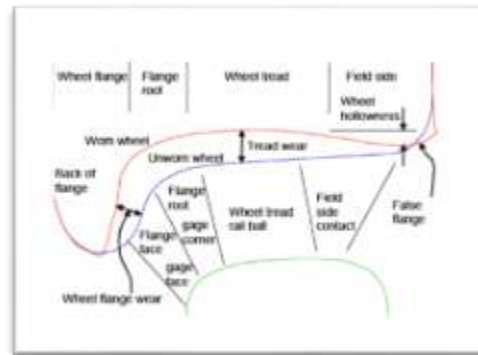 Wheel flange
Flange
root
Wheel tread
Field side
Wheel
hollowness
Worn wheel
Tread wear
Unworn wheel
Back of
flange
Flange
root
Wheel tread
rail ball
Field
side
contact
False
flange
gage
corner
Flange
face
gage
face
Wheel flange wear